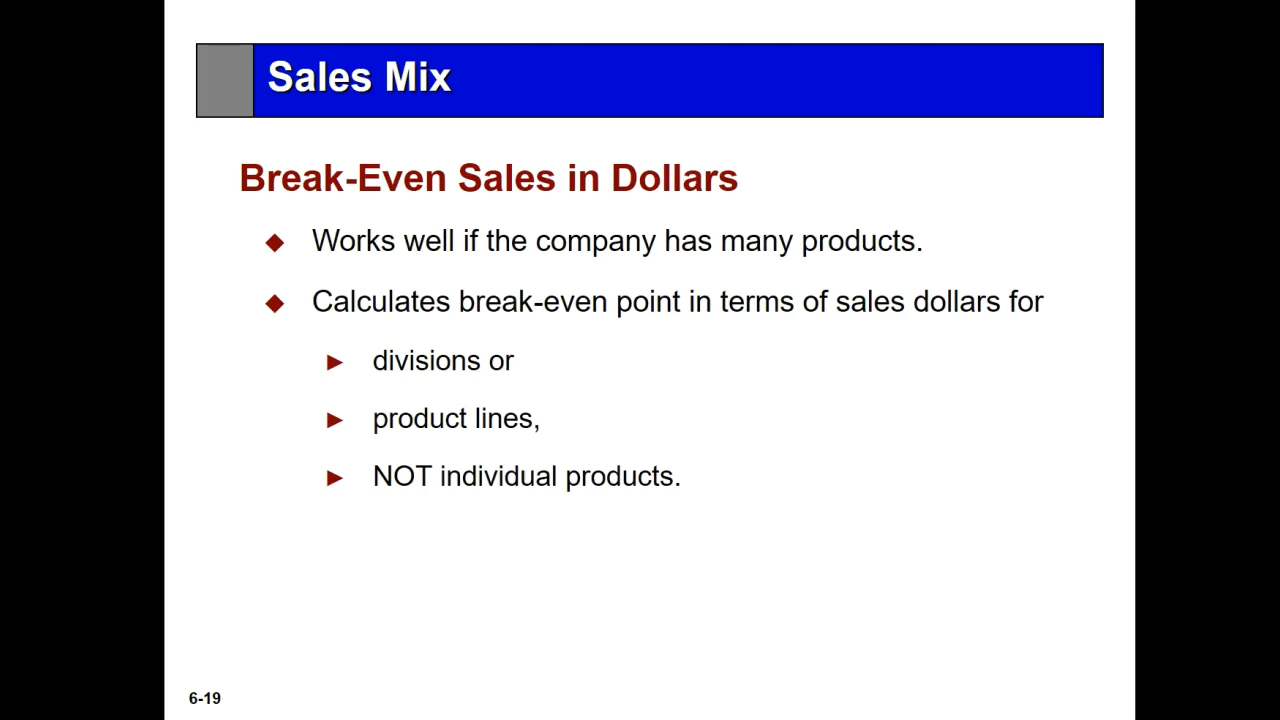 Sales Mix
Break-Even Sales in Dollars
Works well if the company has many products.
Calculates break-even point in terms of sales dollars for
divisions or
product lines,
NOT individual products.
6-19